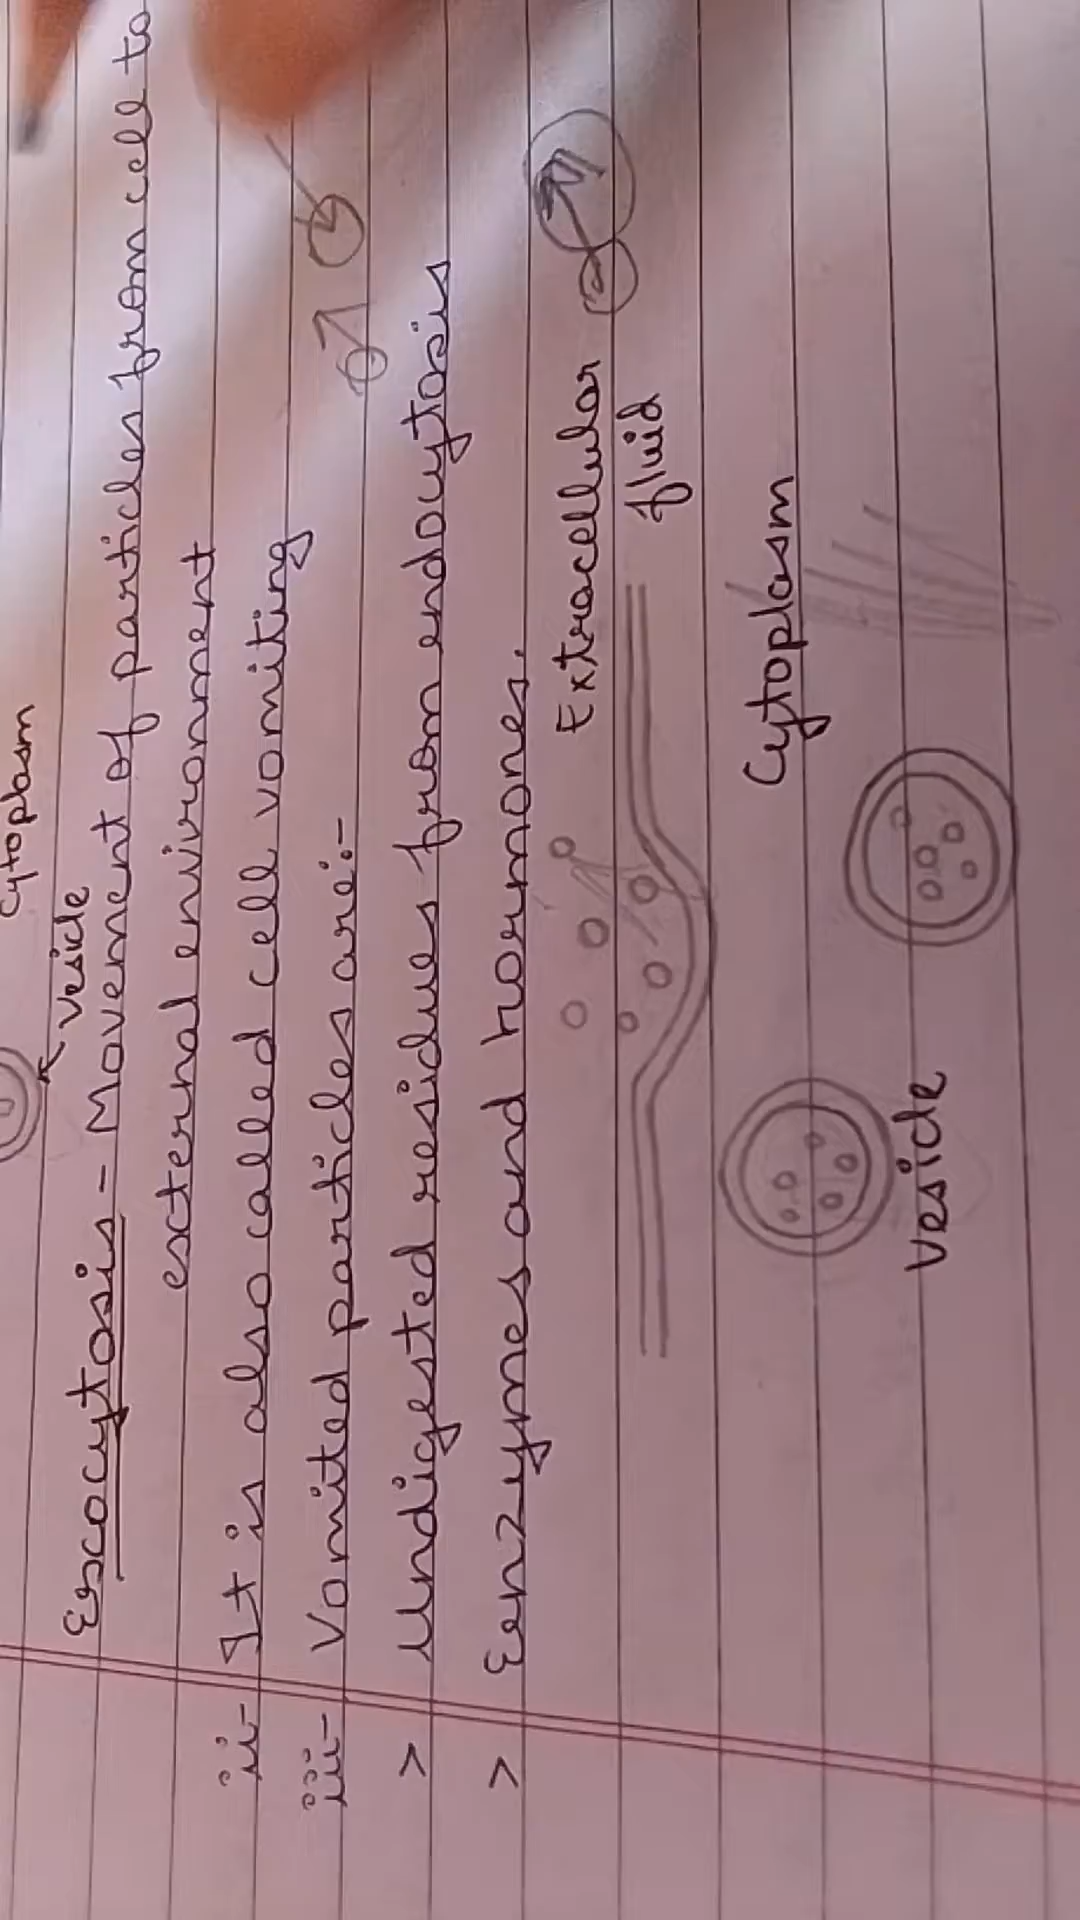 Cytoplasm
Vesicle
Exocytosis - Movement of particles from cell to
external environment
ii- It is also called cell vomiting
iii- Vomited particles are:-
> Undigested residues from endocytosis
> Eenzymes and hormones.
Extracellular
fluid
Cytoplasm
Vesicle